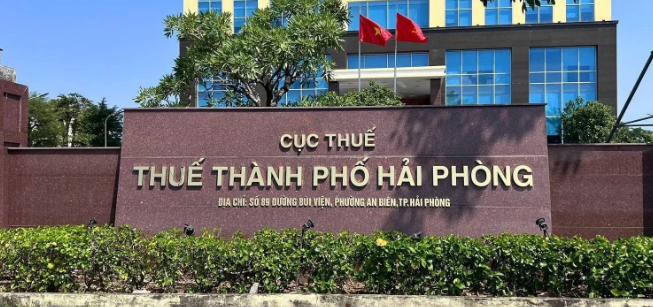 CỤC THUẾ
THUẾ THÀNH PHỐ HẢI PHÒNG
ĐỊA CHỈ: SỐ 89 ĐƯỜNG BÙI VIỆN, PHƯỜNG AN BIÊN, TP. HẢI PHÒNG